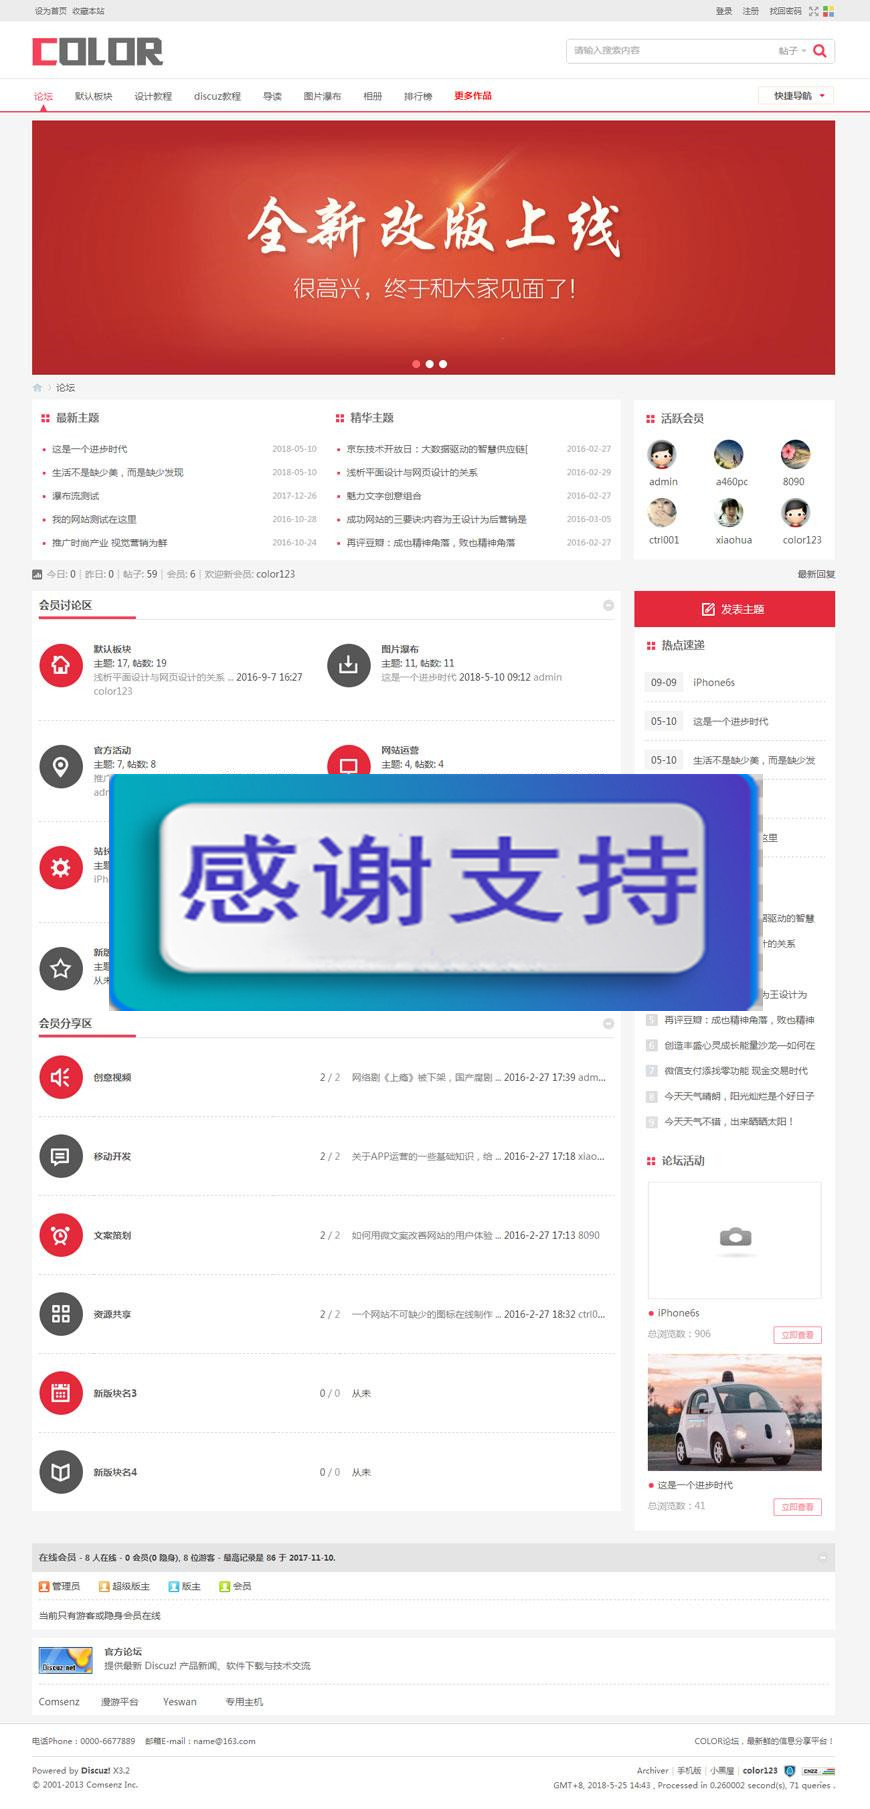 设为首页 收藏本站
登录 注册 找回密码
COLOR
请输入搜索内容 帖子
论坛 默认板块 设计教程 discuz教程 导读 图片瀑布 相册 排行榜 更多作品 快捷导航
全新改版上线
很高兴，终于和大家见面了！
论坛
最新主题
这是一个进步时代 2018-05-10
生活不是缺少美，而是缺少发现 2018-05-10
瀑布流测试 2017-12-26
我的网站测试在这里 2016-10-28
推广时尚产业 视觉营销为鲜 2016-10-24
精华主题
京东技术开放日：大数据驱动的智慧供应链[ 2016-02-27
浅析平面设计与网页设计的关系 2016-02-29
魅力文字创意组合 2016-02-27
成功网站的三要诀:内容为王设计为后营销是 2016-03-05
再评豆瓣：成也精神角落，败也精神角落 2016-02-27
活跃会员
admin a460pc 8090
ctrl001 xiaohua color123
今日: 0 | 昨日: 0 | 帖子: 59 | 会员: 6 | 欢迎新会员: color123
最新回复
会员讨论区
默认板块
主题: 17, 帖数: 19
浅析平面设计与网页设计的关系 ... 2016-9-7 16:27
color123
图片瀑布
主题: 11, 帖数: 11
这是一个进步时代 2018-5-10 09:12 admin
官方活动
主题: 7, 帖数: 8
推广
adm
网站运营
主题: 4, 帖数: 4
站长
主题
iPh
新版
主题
从未
感谢支持
发表主题
热点速递
09-09 iPhone6s
05-10 这是一个进步时代
05-10 生活不是缺少美，而是缺少发
这里
据驱动的智慧
计的关系
为王设计为
5 再评豆瓣：成也精神角落，败也精神
6 创造丰盛心灵成长能量沙龙—如何在
7 微信支付添找零功能 现金交易时代
8 今天天气晴朗，阳光灿烂是个好日子
9 今天天气不错，出来晒晒太阳！
会员分享区
创意视频 2 / 2 网络剧《上瘾》被下架，国产腐剧 ... 2016-2-27 17:39 adm...
移动开发 2 / 2 关于APP运营的一些基础知识，给 ... 2016-2-27 17:18 xiao...
文案策划 2 / 2 如何用微文案改善网站的用户体验 ... 2016-2-27 17:13 8090
资源共享 2 / 2 一个网站不可缺少的图标在线制作 ... 2016-2-27 18:32 ctrl0...
新版块名3 0 / 0 从未
新版块名4 0 / 0 从未
论坛活动
iPhone6s
总浏览数：906 立即查看
这是一个进步时代
总浏览数：41 立即查看
在线会员 - 8 人在线 - 0 会员(0 隐身), 8 位游客 - 最高记录是 86 于 2017-11-10.
管理员 超级版主 版主 会员
当前只有游客或隐身会员在线
Discuz.net
官方论坛
提供最新 Discuz! 产品新闻、软件下载与技术交流
Comsenz 漫游平台 Yeswan 专用主机
电话Phone：0000-6677889 邮箱E-mail：name@163.com
COLOR论坛，最新鲜的信息分享平台！
Powered by Discuz! X3.2
© 2001-2013 Comsenz Inc.
Archiver | 手机版 | 小黑屋 | color123 CNZZ
GMT+8, 2018-5-25 14:43 , Processed in 0.260002 second(s), 71 queries .